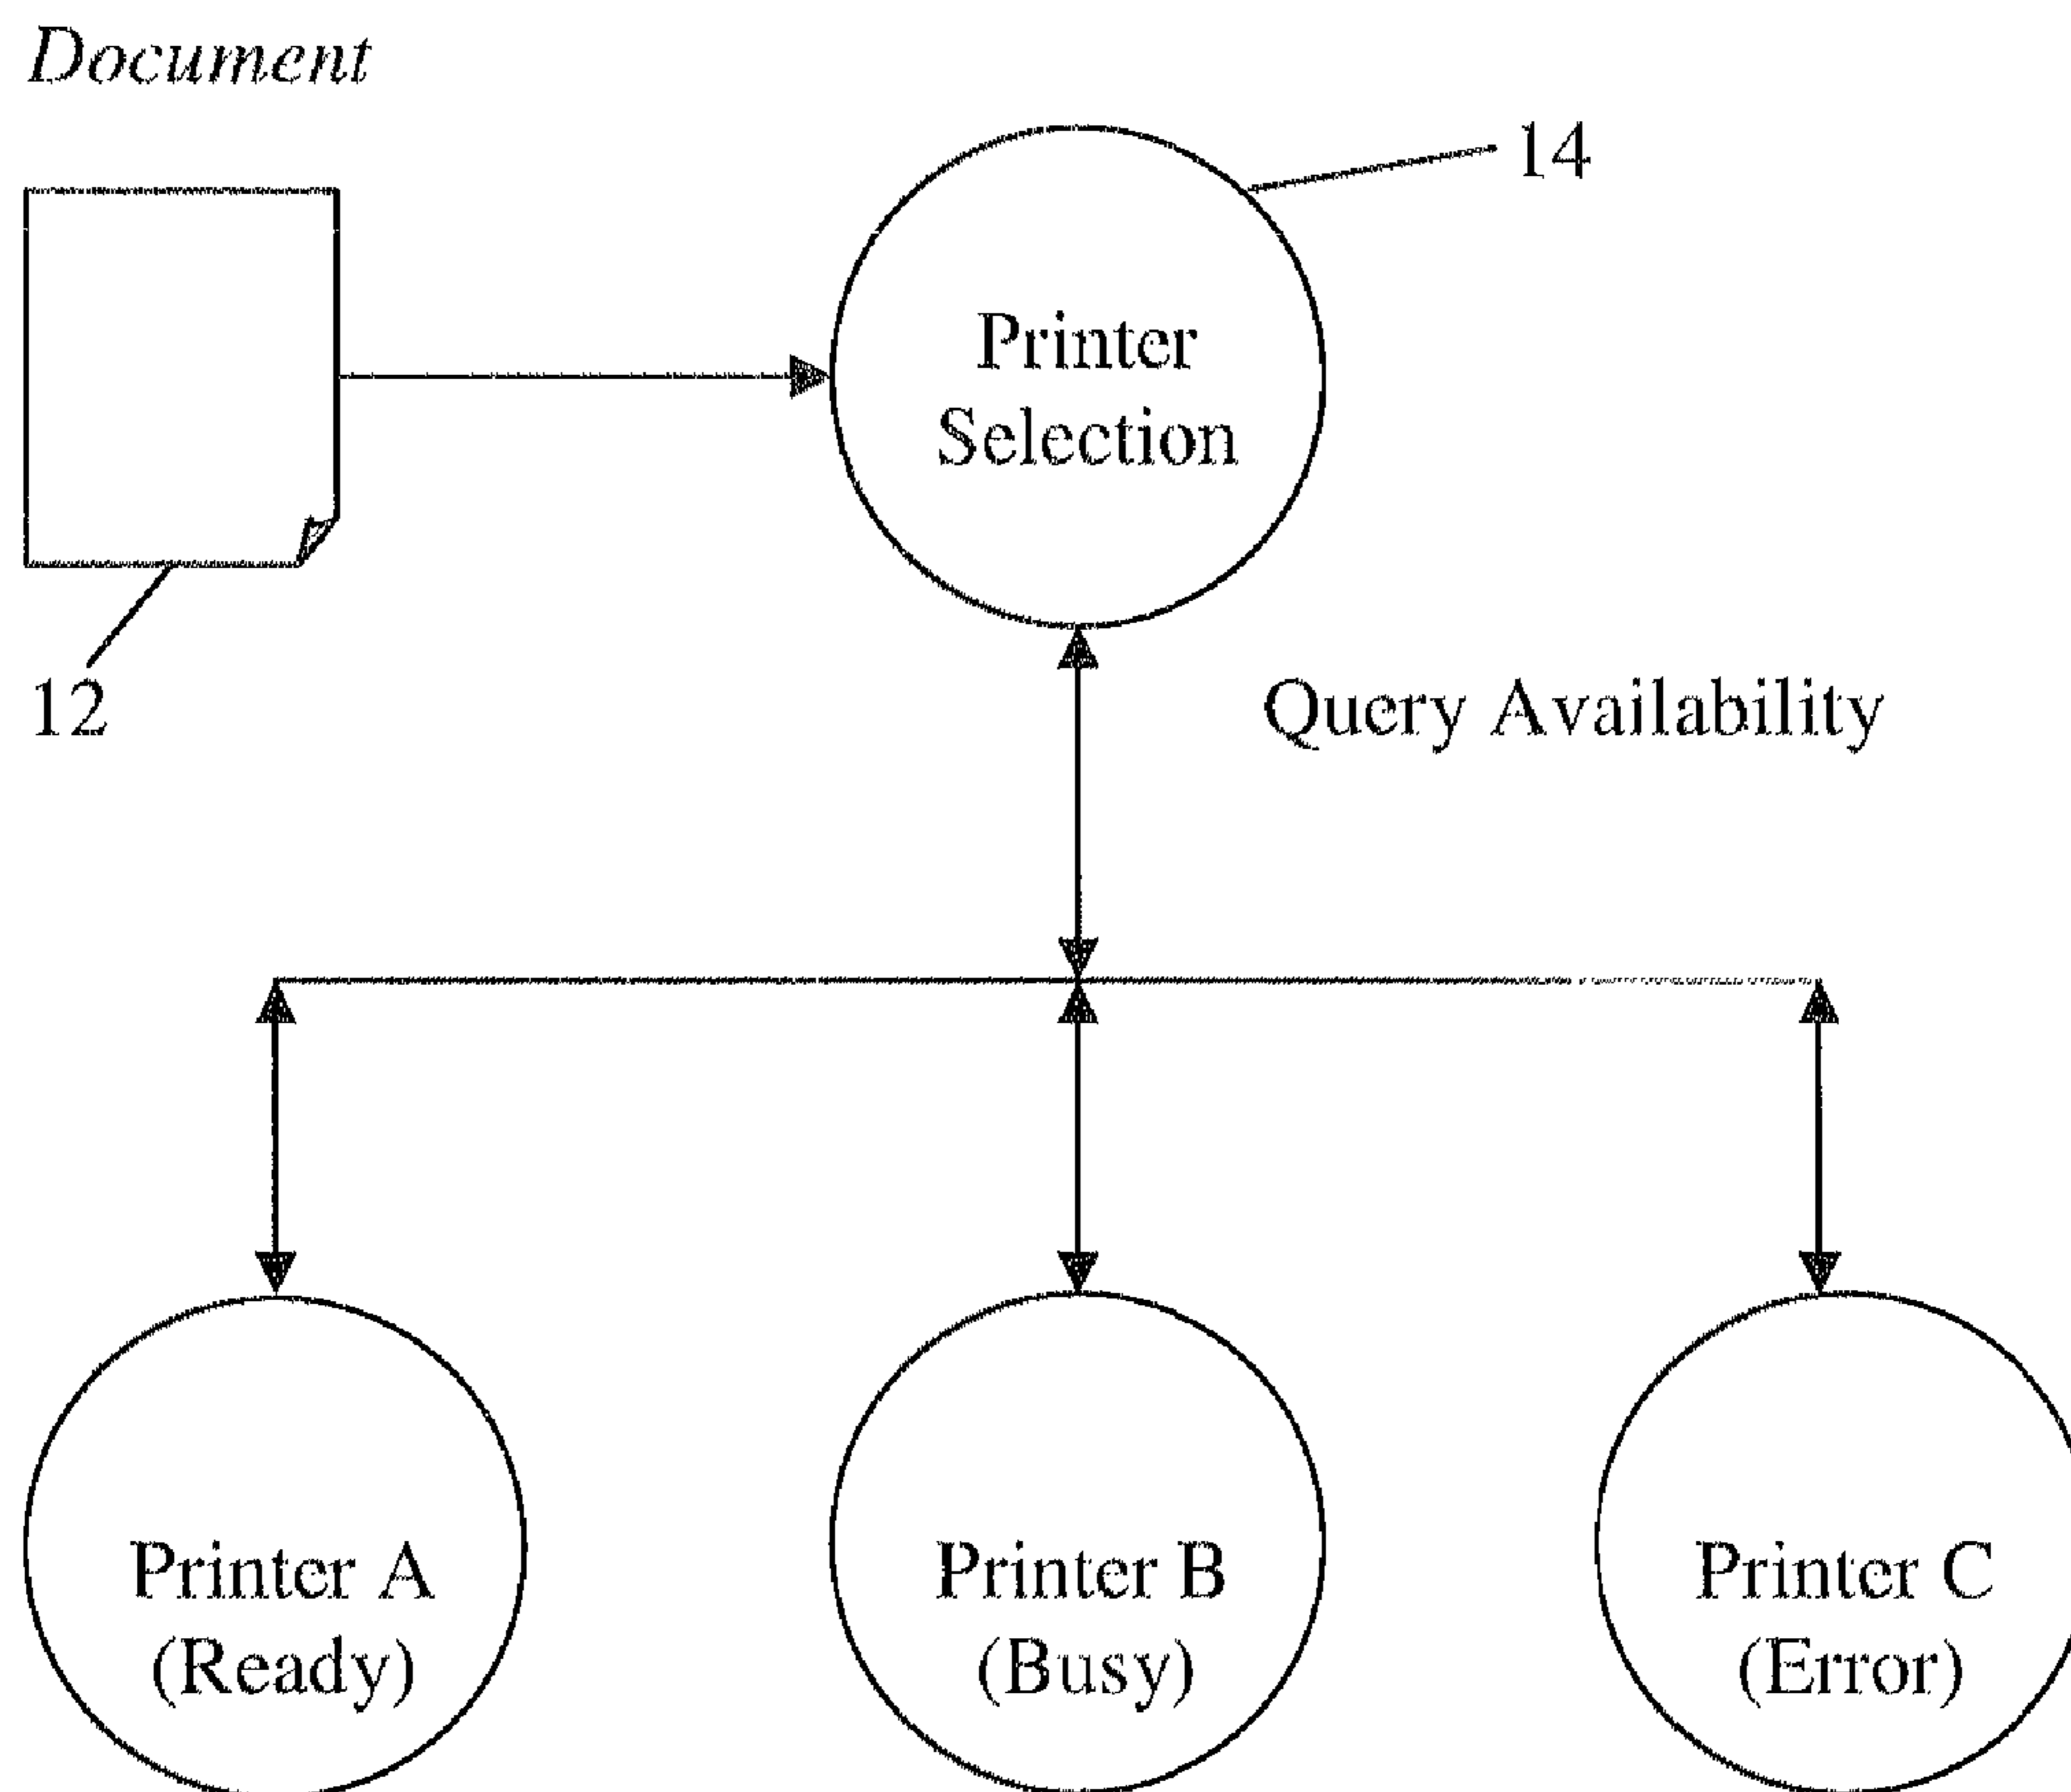 Document
14
Printer
Selection
12
Query Availability
Printer A
(Ready)
Printer B
(Busy)
Printer C
(Error)